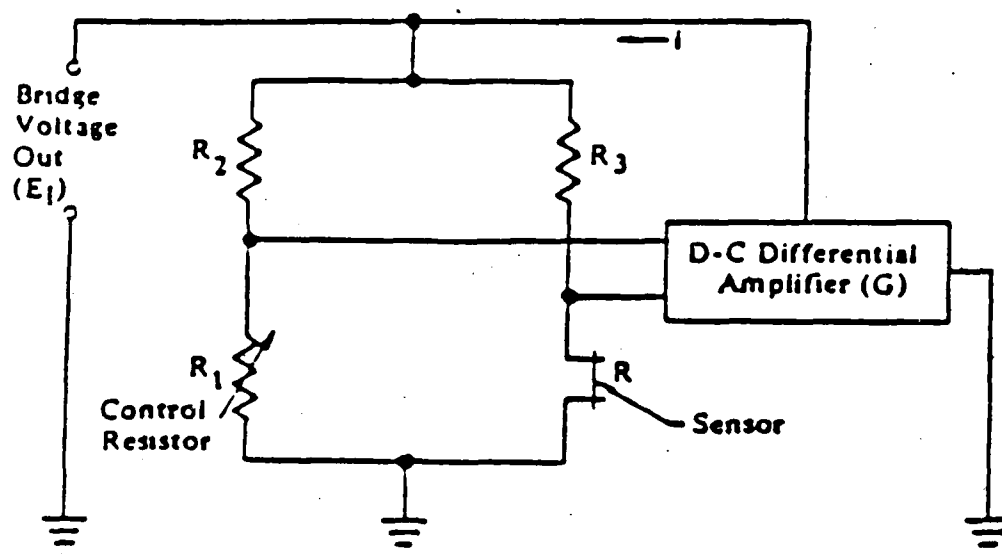 i
Bridge
Voltage
Out
(E₁)
R₂
R₃
D-C Differential
Amplifier (G)
R₁
Control
Resistor
R
Sensor